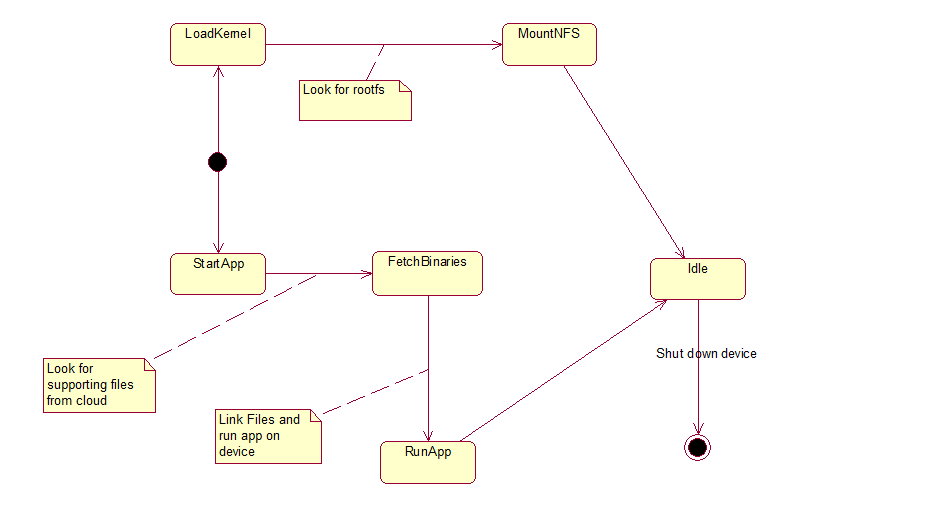 LoadKernel
MountNFS
Look for rootfs
StartApp
FetchBinaries
Idle
Shut down device
Look for
supporting files
from cloud
Link Files and
run app on
device
RunApp